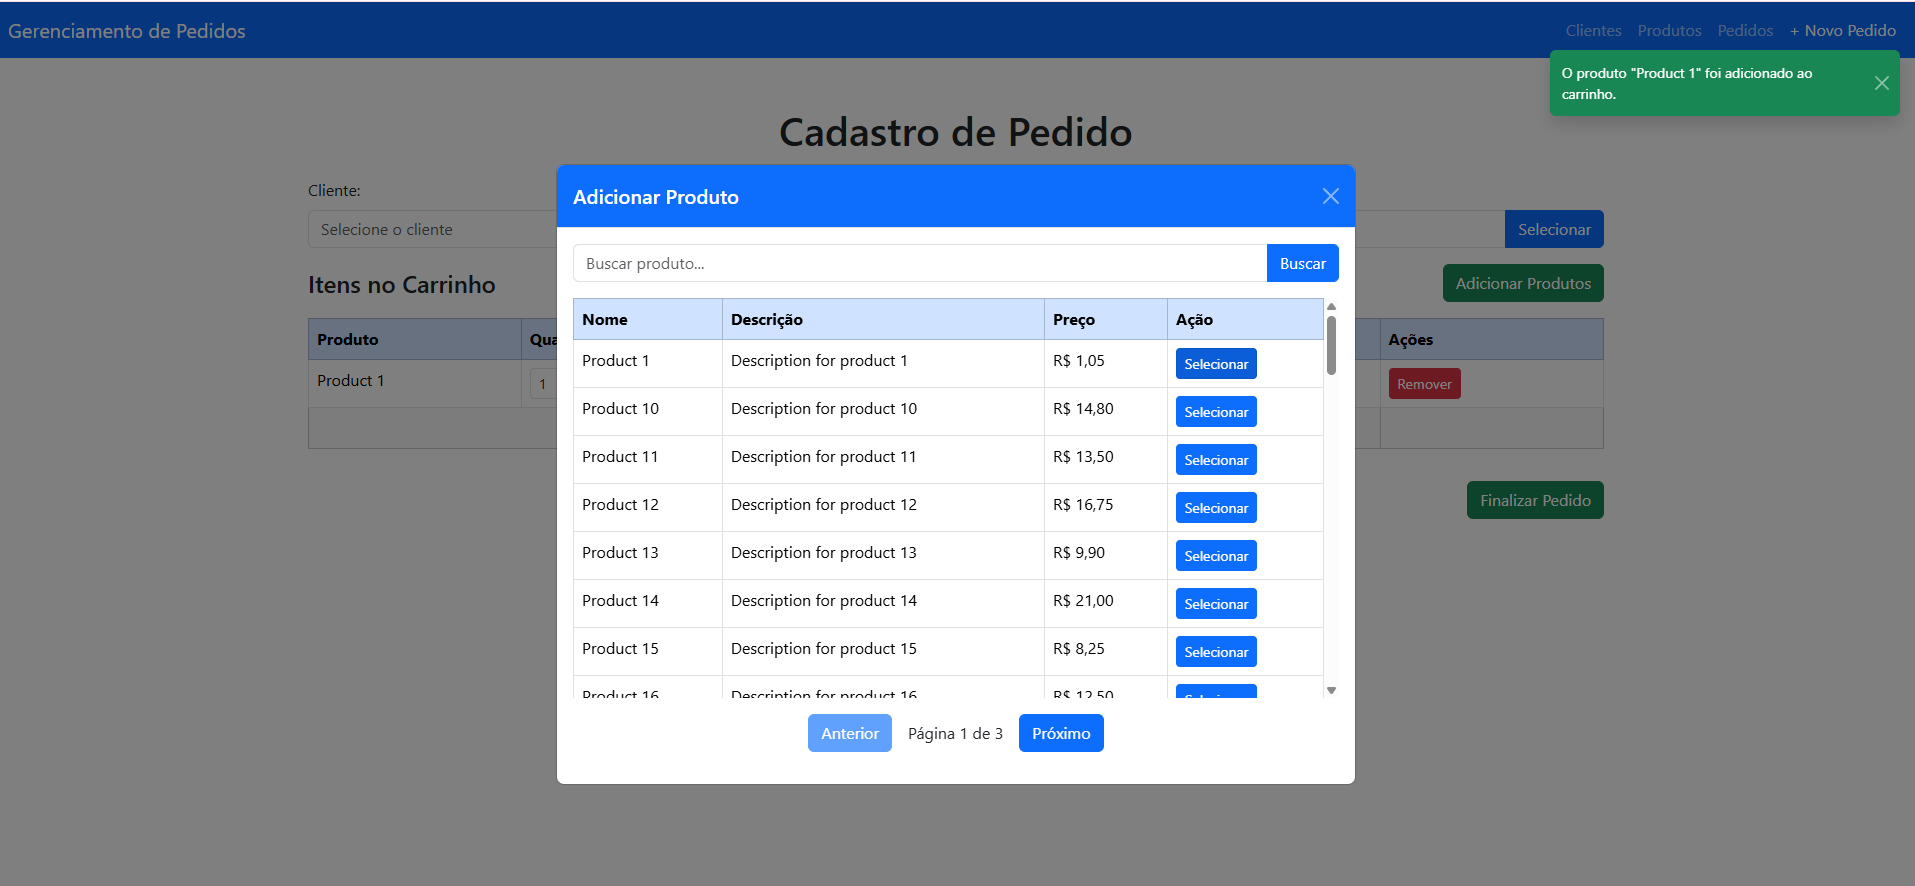 Gerenciamento de Pedidos
Clientes Produtos Pedidos + Novo Pedido
O produto "Product 1" foi adicionado ao
carrinho.
Cadastro de Pedido
Cliente:
Selecione o cliente
Selecionar
Itens no Carrinho
Adicionar Produtos
Produto Qua Ações
Product 1 1 Remover
Finalizar Pedido
Adicionar Produto
Buscar produto...
Buscar
Nome Descrição Preço Ação
Product 1 Description for product 1 R$ 1,05 Selecionar
Product 10 Description for product 10 R$ 14,80 Selecionar
Product 11 Description for product 11 R$ 13,50 Selecionar
Product 12 Description for product 12 R$ 16,75 Selecionar
Product 13 Description for product 13 R$ 9,90 Selecionar
Product 14 Description for product 14 R$ 21,00 Selecionar
Product 15 Description for product 15 R$ 8,25 Selecionar
Product 16 Description for product 16
Anterior Página 1 de 3 Próximo